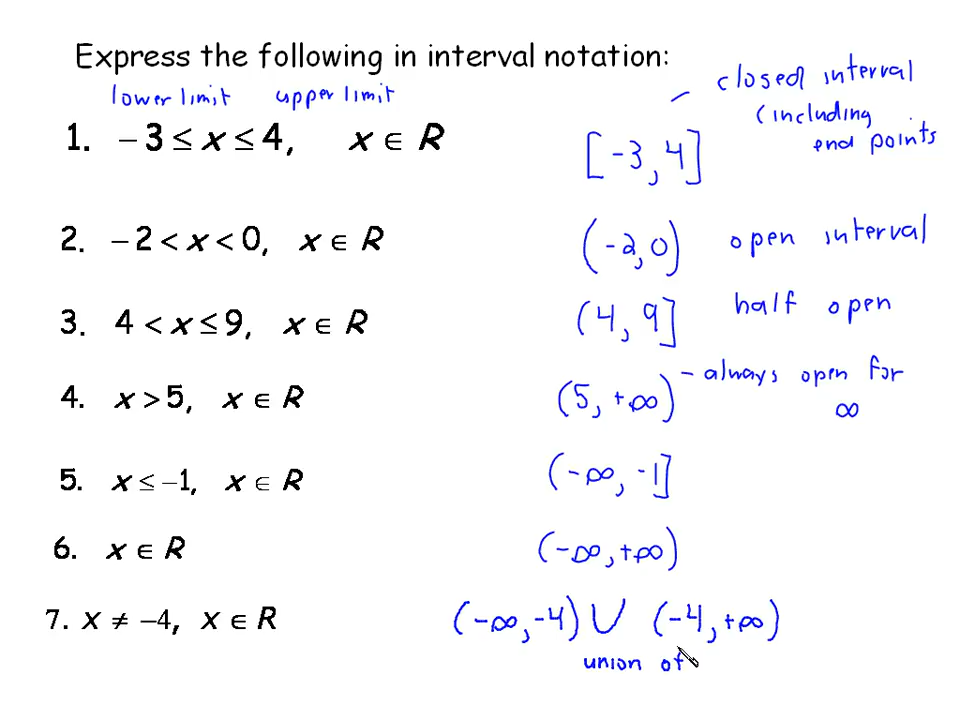 Express the following in interval notation:
lower limit upper limit
closed interval
(including
end points
1. −3 ≤ x ≤ 4, x ∈ R [-3, 4]
2. −2 < x < 0, x ∈ R (-2, 0) open interval
3. 4 < x ≤ 9, x ∈ R (4, 9] half open
4. x > 5, x ∈ R (5, +∞) - always open for
∞
5. x ≤ −1, x ∈ R (-∞, -1]
6. x ∈ R (-∞, +∞)
7. x ≠ −4, x ∈ R (-∞, -4) ∪ (-4, +∞)
union of